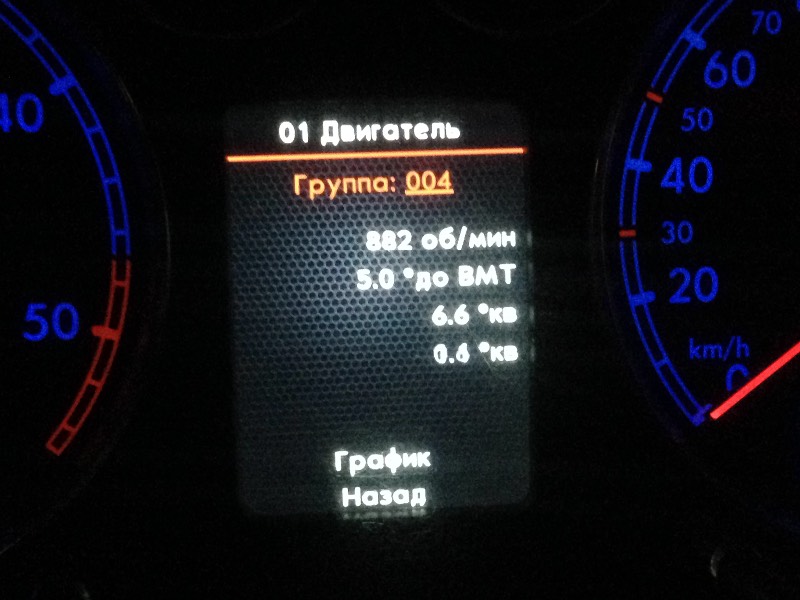 01 Двигатель
Группа: 004
882 об/мин
5.0 °до ВМТ
6.6 °кв
°кв
График
Назад
40
50
70
60
50
40
30
20
km/h
0